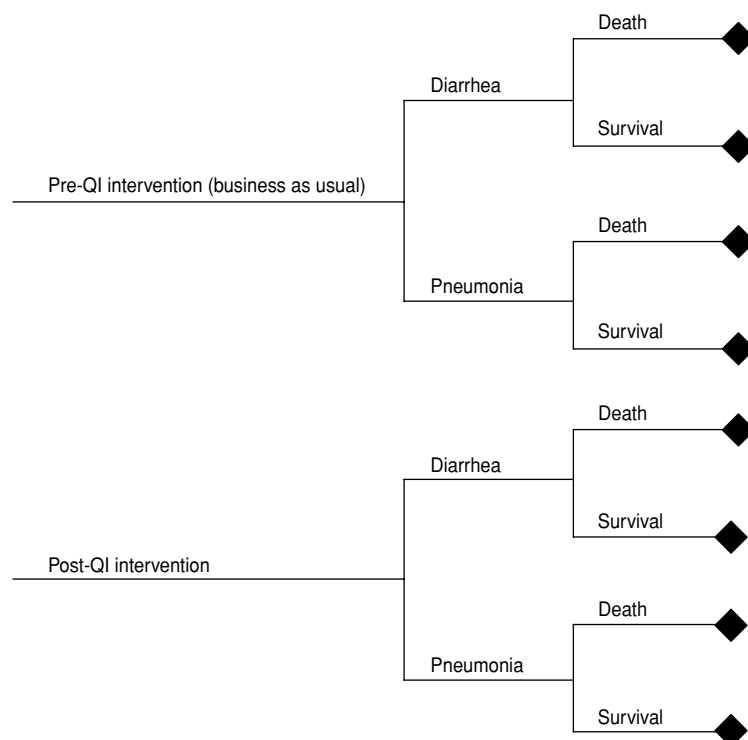 Death
Diarrhea
Survival
Pre-QI intervention (business as usual)
Death
Pneumonia
Survival
Death
Diarrhea
Survival
Post-QI intervention
Death
Pneumonia
Survival